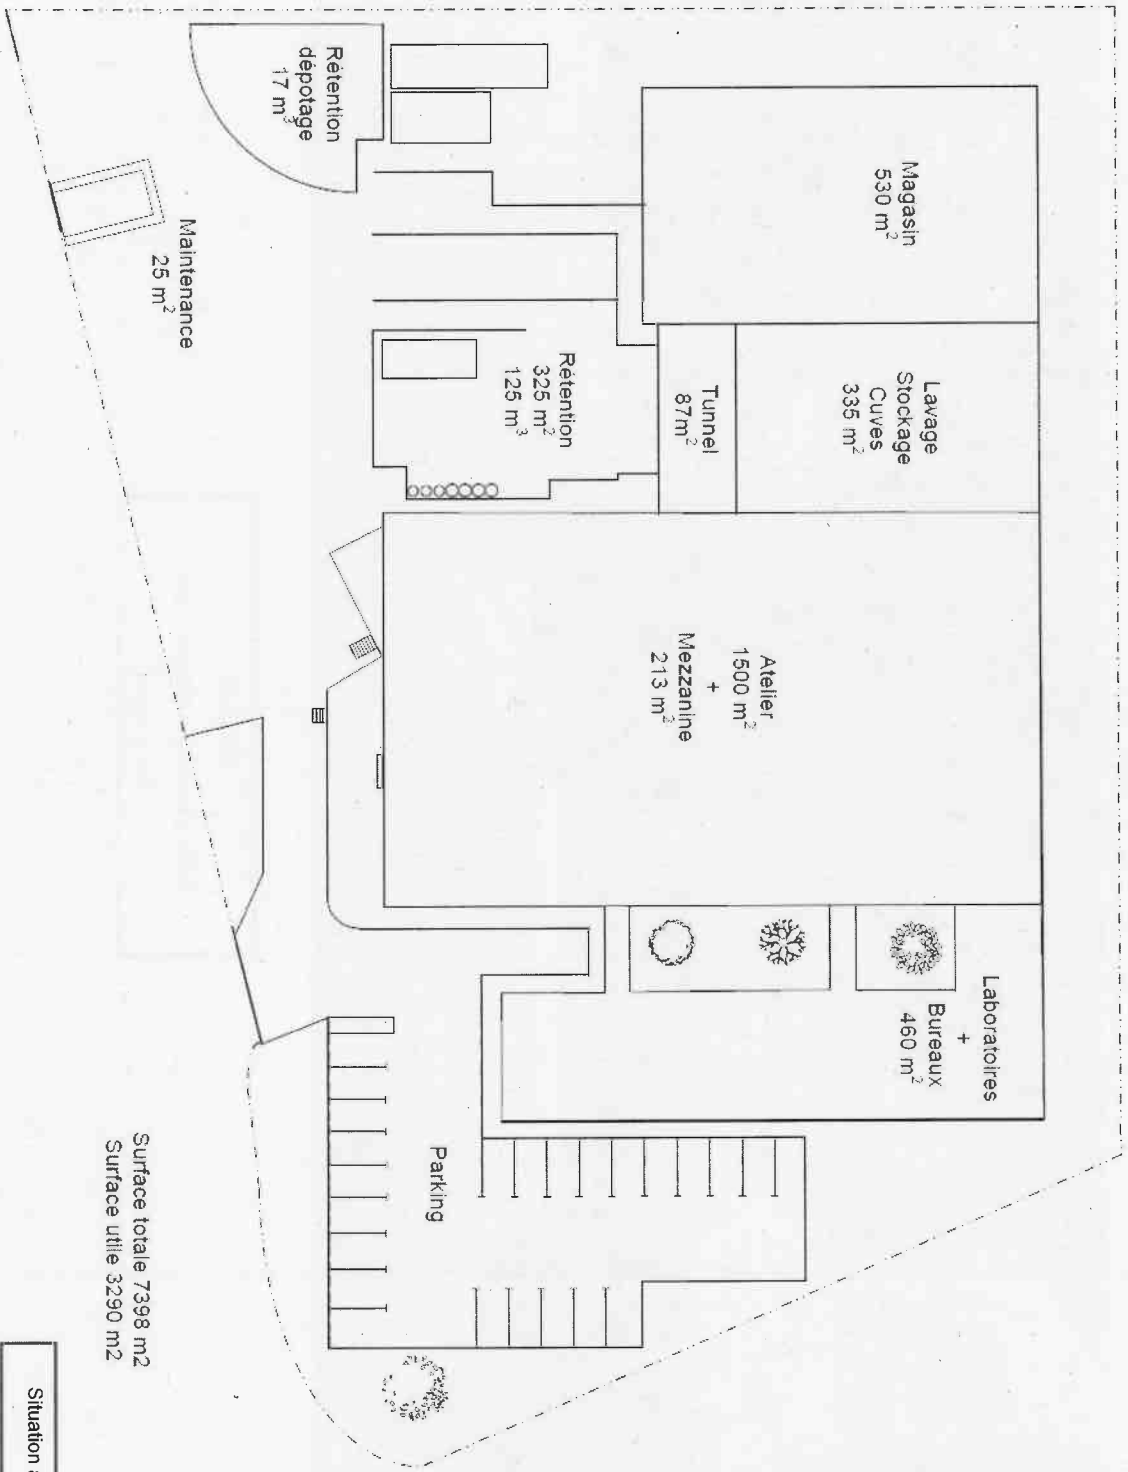 Rétention
dépotage
17 m³
Maintenance
25 m²
Magasin
530 m²
Lavage
Stockage
Cuves
335 m²
Tunnel
87m²
Rétention
325 m²
125 m³
Atelier
1500 m²
+
Mezzanine
213 m²
Laboratoires
+
Bureaux
460 m²
Parking
Surface totale 7398 m2
Surface utile 3290 m2
Situation